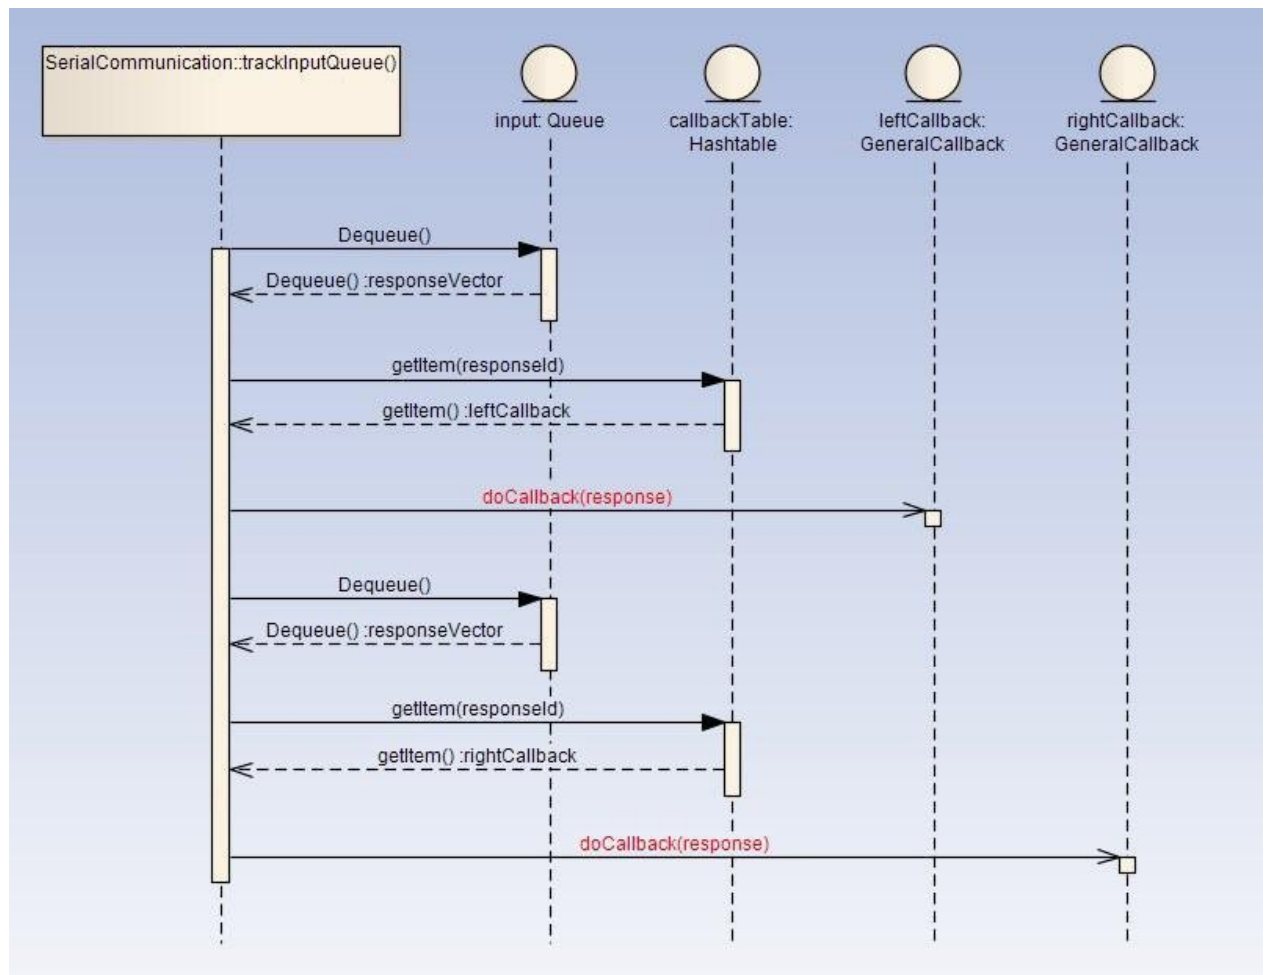 SerialCommunication::trackInputQueue()
input: Queue
callbackTable:
Hashtable
leftCallback:
GeneralCallback
rightCallback:
GeneralCallback
Dequeue()
Dequeue() :responseVector
getItem(responseId)
getItem() :leftCallback
doCallback(response)
Dequeue()
Dequeue() :responseVector
getItem(responseId)
getItem() :rightCallback
doCallback(response)